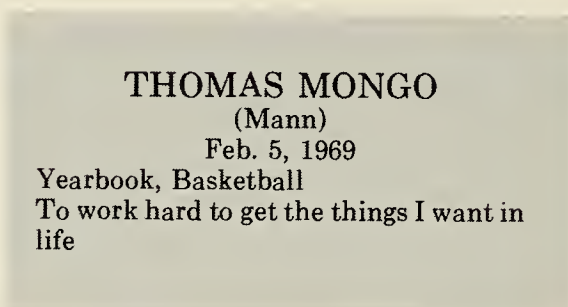 THOMAS MONGO
(Mann)
Feb. 5, 1969
Yearbook, Basketball
To work hard to get the things I want in
life